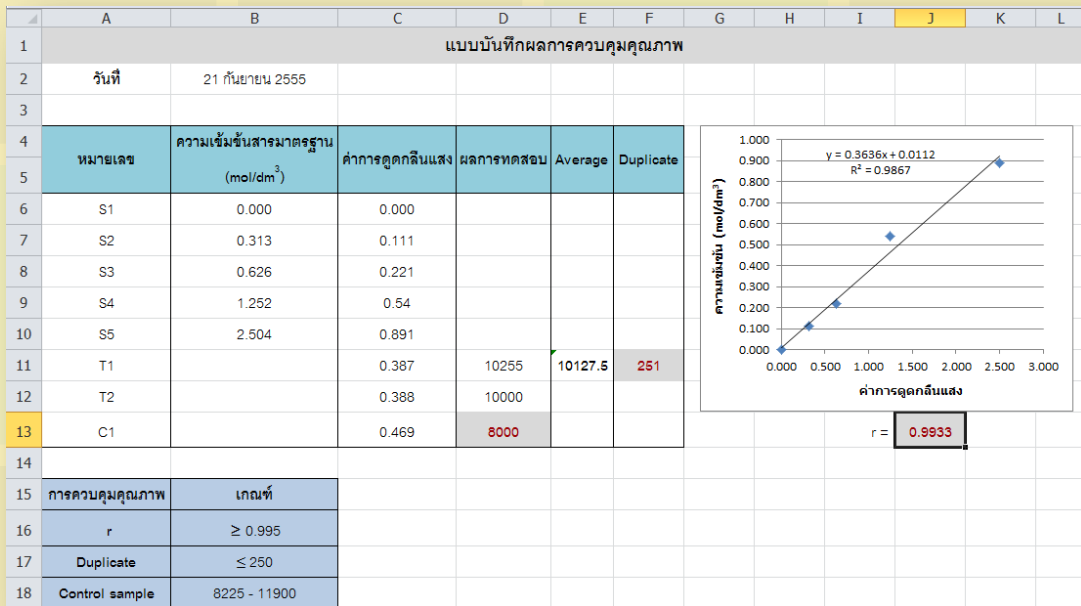 A B C D E F G H I J K L
1 แบบบันทึกผลการควบคุมคุณภาพ
2 วันที่ 21 กันยายน 2555
3
4 หมายเลข ความเข้มข้นสารมาตรฐาน ค่าการดูดกลืนแสง ผลการทดสอบ Average Duplicate
5 (mol/dm³)
6 S1 0.000 0.000
7 S2 0.313 0.111
8 S3 0.626 0.221
9 S4 1.252 0.54
10 S5 2.504 0.891
11 T1 0.387 10255 10127.5 251
12 T2 0.388 10000
13 C1 0.469 8000 r = 0.9933
14
15 การควบคุมคุณภาพ เกณฑ์
16 r ≥ 0.995
17 Duplicate ≤ 250
18 Control sample 8225 - 11900
ความเข้มข้น (mol/dm³)
1.000
0.900
0.800
0.700
0.600
0.500
0.400
0.300
0.200
0.100
0.000
y = 0.3636x + 0.0112
R² = 0.9867
0.000 0.500 1.000 1.500 2.000 2.500 3.000
ค่าการดูดกลืนแสง